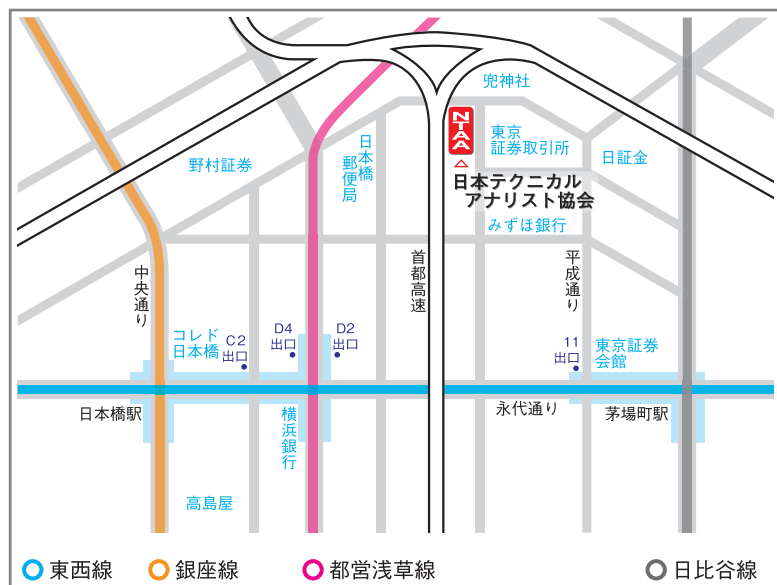 兜神社
NTAA
東京
証券取引所
日本橋
郵便局
野村証券
日証金
日本テクニカル
アナリスト協会
みずほ銀行
首都高速
平成通り
中央通り
コレド
日本橋
C2
出口
D4
出口
D2
出口
11
出口
東京証券
会館
日本橋駅
横浜銀行
永代通り
茅場町駅
高島屋
東西線
銀座線
都営浅草線
日比谷線